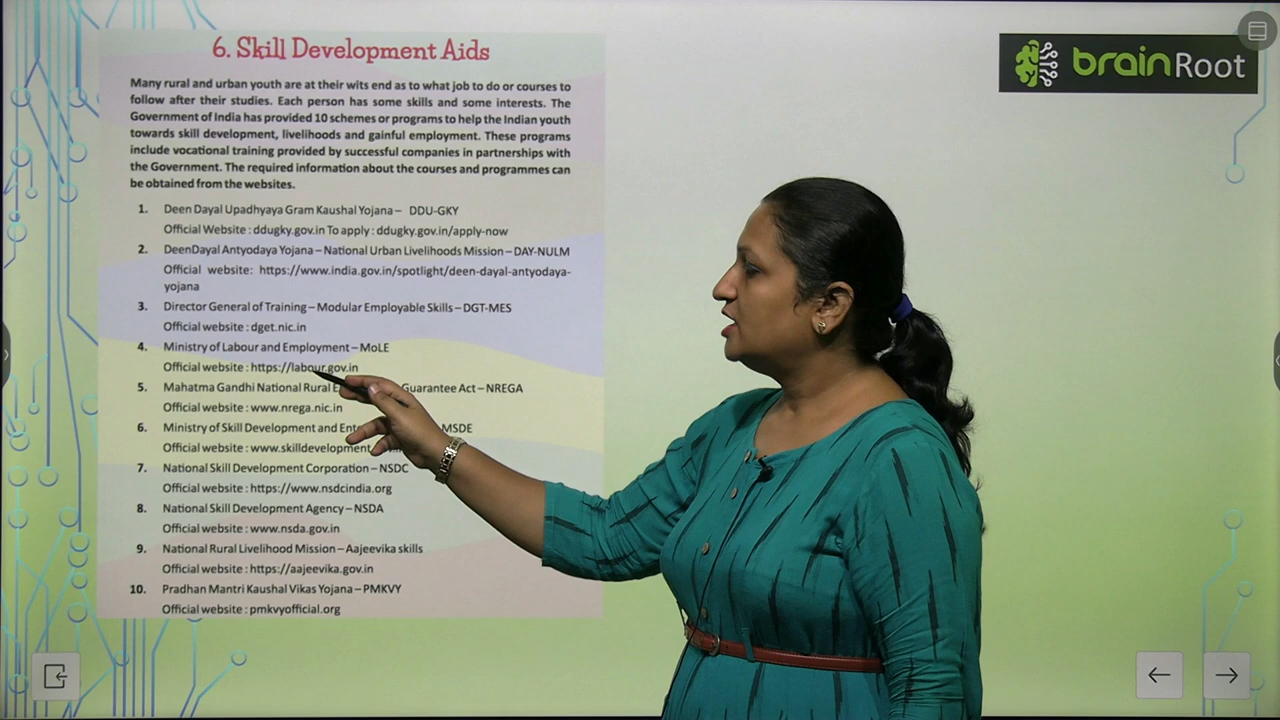 6. Skill Development Aids
brainRoot
Many rural and urban youth are at their wits end as to what job to do or courses to
follow after their studies. Each person has some skills and some interests. The
Government of India has provided 10 schemes or programs to help the Indian youth
towards skill development, livelihoods and gainful employment. These programs
include vocational training provided by successful companies in partnerships with
the Government. The required information about the courses and programmes can
be obtained from the websites.
1. Deen Dayal Upadhyaya Gram Kaushal Yojana – DDU-GKY
Official Website : ddugky.gov.in To apply : ddugky.gov.in/apply-now
2. DeenDayal Antyodaya Yojana – National Urban Livelihoods Mission – DAY-NULM
Official website: https://www.india.gov.in/spotlight/deen-dayal-antyodaya-
yojana
3. Director General of Training – Modular Employable Skills – DGT-MES
Official website : dget.nic.in
4. Ministry of Labour and Employment – MoLE
Official website : https://labour.gov.in
5. Mahatma Gandhi National Rural Guarantee Act – NREGA
Official website : www.nrega.nic.in
6. Ministry of Skill Development and MSDE
Official website : www.skilldevelopment
7. National Skill Development Corporation – NSDC
Official website : https://www.nsdcindia.org
8. National Skill Development Agency – NSDA
Official website : www.nsda.gov.in
9. National Rural Livelihood Mission – Aajeevika skills
Official website : https://aajeevika.gov.in
10. Pradhan Mantri Kaushal Vikas Yojana – PMKVY
Official website : pmkvyofficial.org